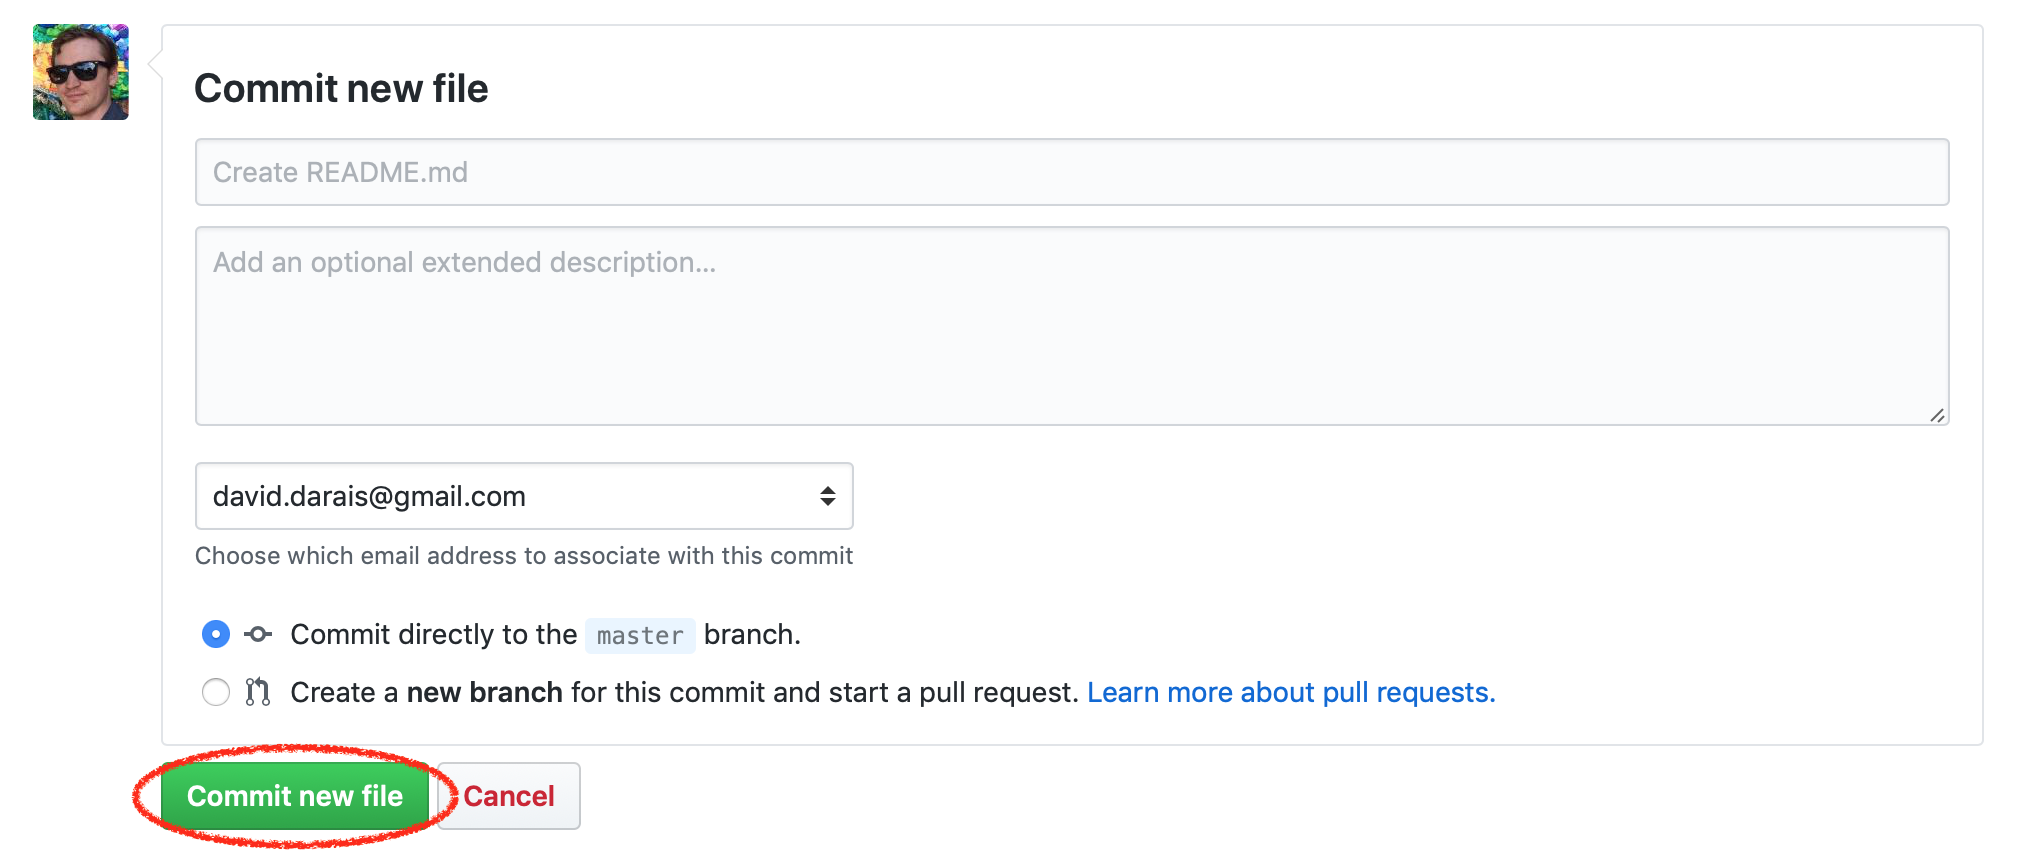 Commit new file
Create README.md
Add an optional extended description...
david.darais@gmail.com
Choose which email address to associate with this commit
Commit directly to the master branch.
Create a new branch for this commit and start a pull request. Learn more about pull requests.
Commit new file Cancel